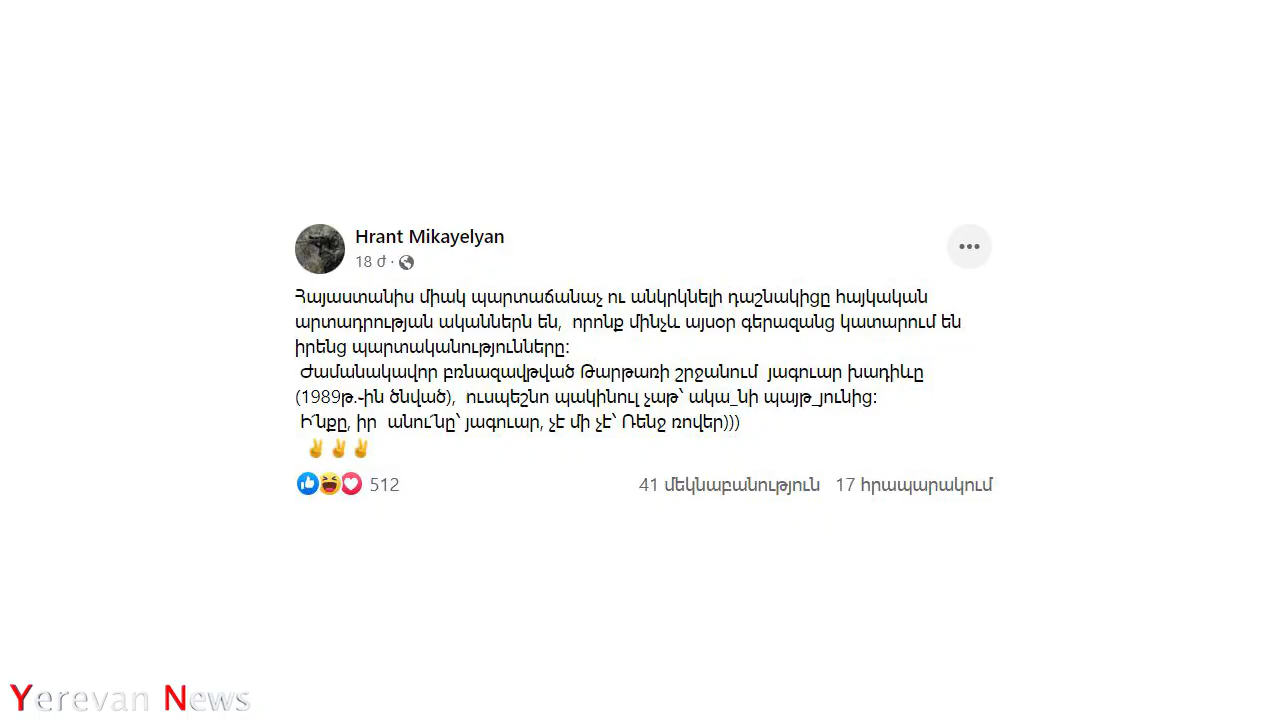 Hrant Mikayelyan
18 ժ ·
Հայաստանիս միակ պարտաճանաչ ու անկրկնելի դաշնակիցը հայկական
արտադրության ականներն են, որոնք մինչև այսօր գերազանց կատարում են
իրենց պարտականությունները։
Ժամանակավոր բռնազավթված Թարթառի շրջանում յագուար խադիևը
(1989թ.-ին ծնված), ուսպեշնո պակինուլ չաթ՝ ակա_նի պայթ_յունից։
Ի՜նքը, իր անու՜նը՝ յագուար, չէ մի չէ՝ Ռենջ ռովեր)))
✌✌✌
512
41 մեկնաբանություն 17 հրապարակում
Yerevan News